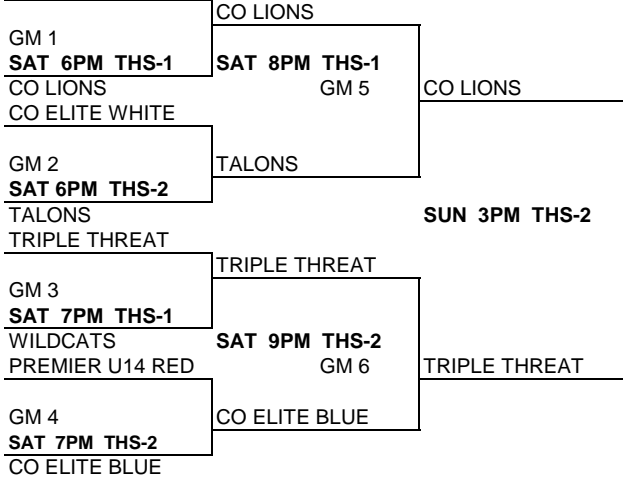 CO LIONS
GM 1
SAT 6PM THS-1
SAT 8PM THS-1
CO LIONS
GM 5
CO LIONS
CO ELITE WHITE
GM 2
TALONS
SAT 6PM THS-2
TALONS
SUN 3PM THS-2
TRIPLE THREAT
TRIPLE THREAT
GM 3
SAT 7PM THS-1
WILDCATS
SAT 9PM THS-2
PREMIER U14 RED
GM 6
TRIPLE THREAT
GM 4
CO ELITE BLUE
SAT 7PM THS-2
CO ELITE BLUE